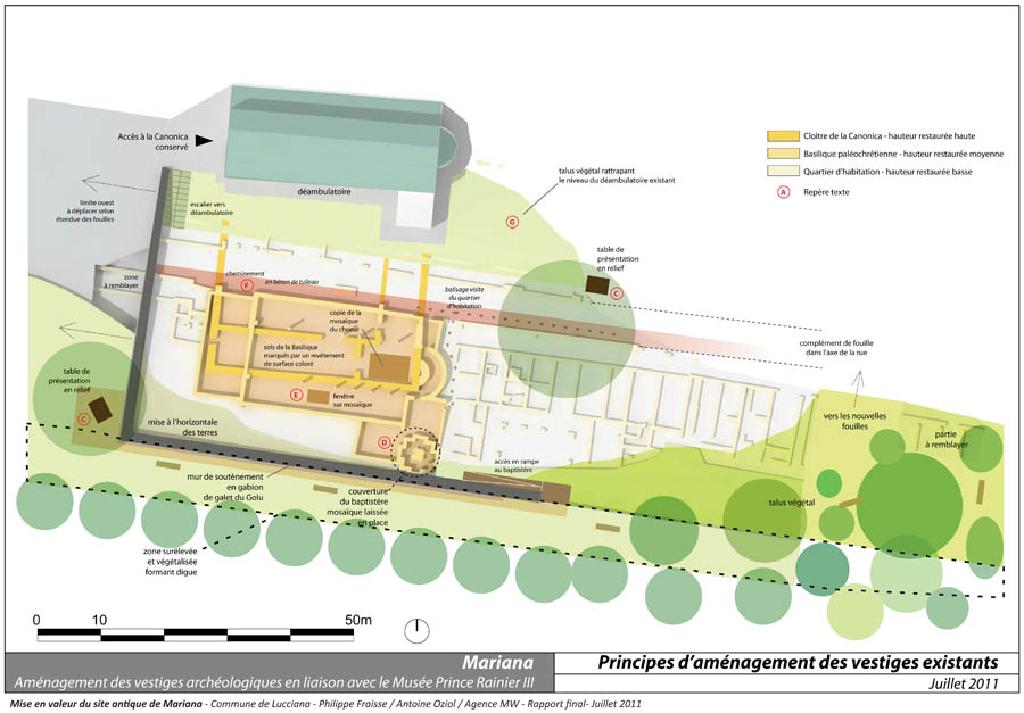 Accès à la Canonica
conservé
déambulatoire
talus végétal rattrapant
le niveau du déambulatoire existant
Cloître de la Canonica - hauteur restaurée haute
Basilique paléochrétienne - hauteur restaurée moyenne
Quartier d'habitation - hauteur restaurée basse
A
Repère texte
limite ouest
à déplacer selon
étendue des fouilles
escalier vers
déambulatoire
G
table de
présentation
en relief
C
zone
à remblayer
cheminement
en béton de tuileau
F
balisage visite
du quartier
d'habitation
copie de la
mosaïque
du choeur
sols de la Basilique
marqués par un revêtement
de surface coloré
complément de fouille
dans l'axe de la rue
table de
présentation
en relief
C
E
fenêtre
sur mosaïque
mise à l'horizontale
des terres
D
vers les nouvelles
fouilles
partie
à remblayer
accès en rampe
au baptistère
mur de soutènement
en gabion
de galet du Golu
couverture
du baptistère
mosaïque laissée
en place
talus végétal
zone surélevée
et végétalisée
formant digue
0 10 50m
Mariana
Aménagement des vestiges archéologiques en liaison avec le Musée Prince Rainier III
Principes d'aménagement des vestiges existants
Juillet 2011
Mise en valeur du site antique de Mariana - Commune de Lucciana - Philippe Fraisse / Antoine Oziol / Agence MW - Rapport final- Juillet 2011